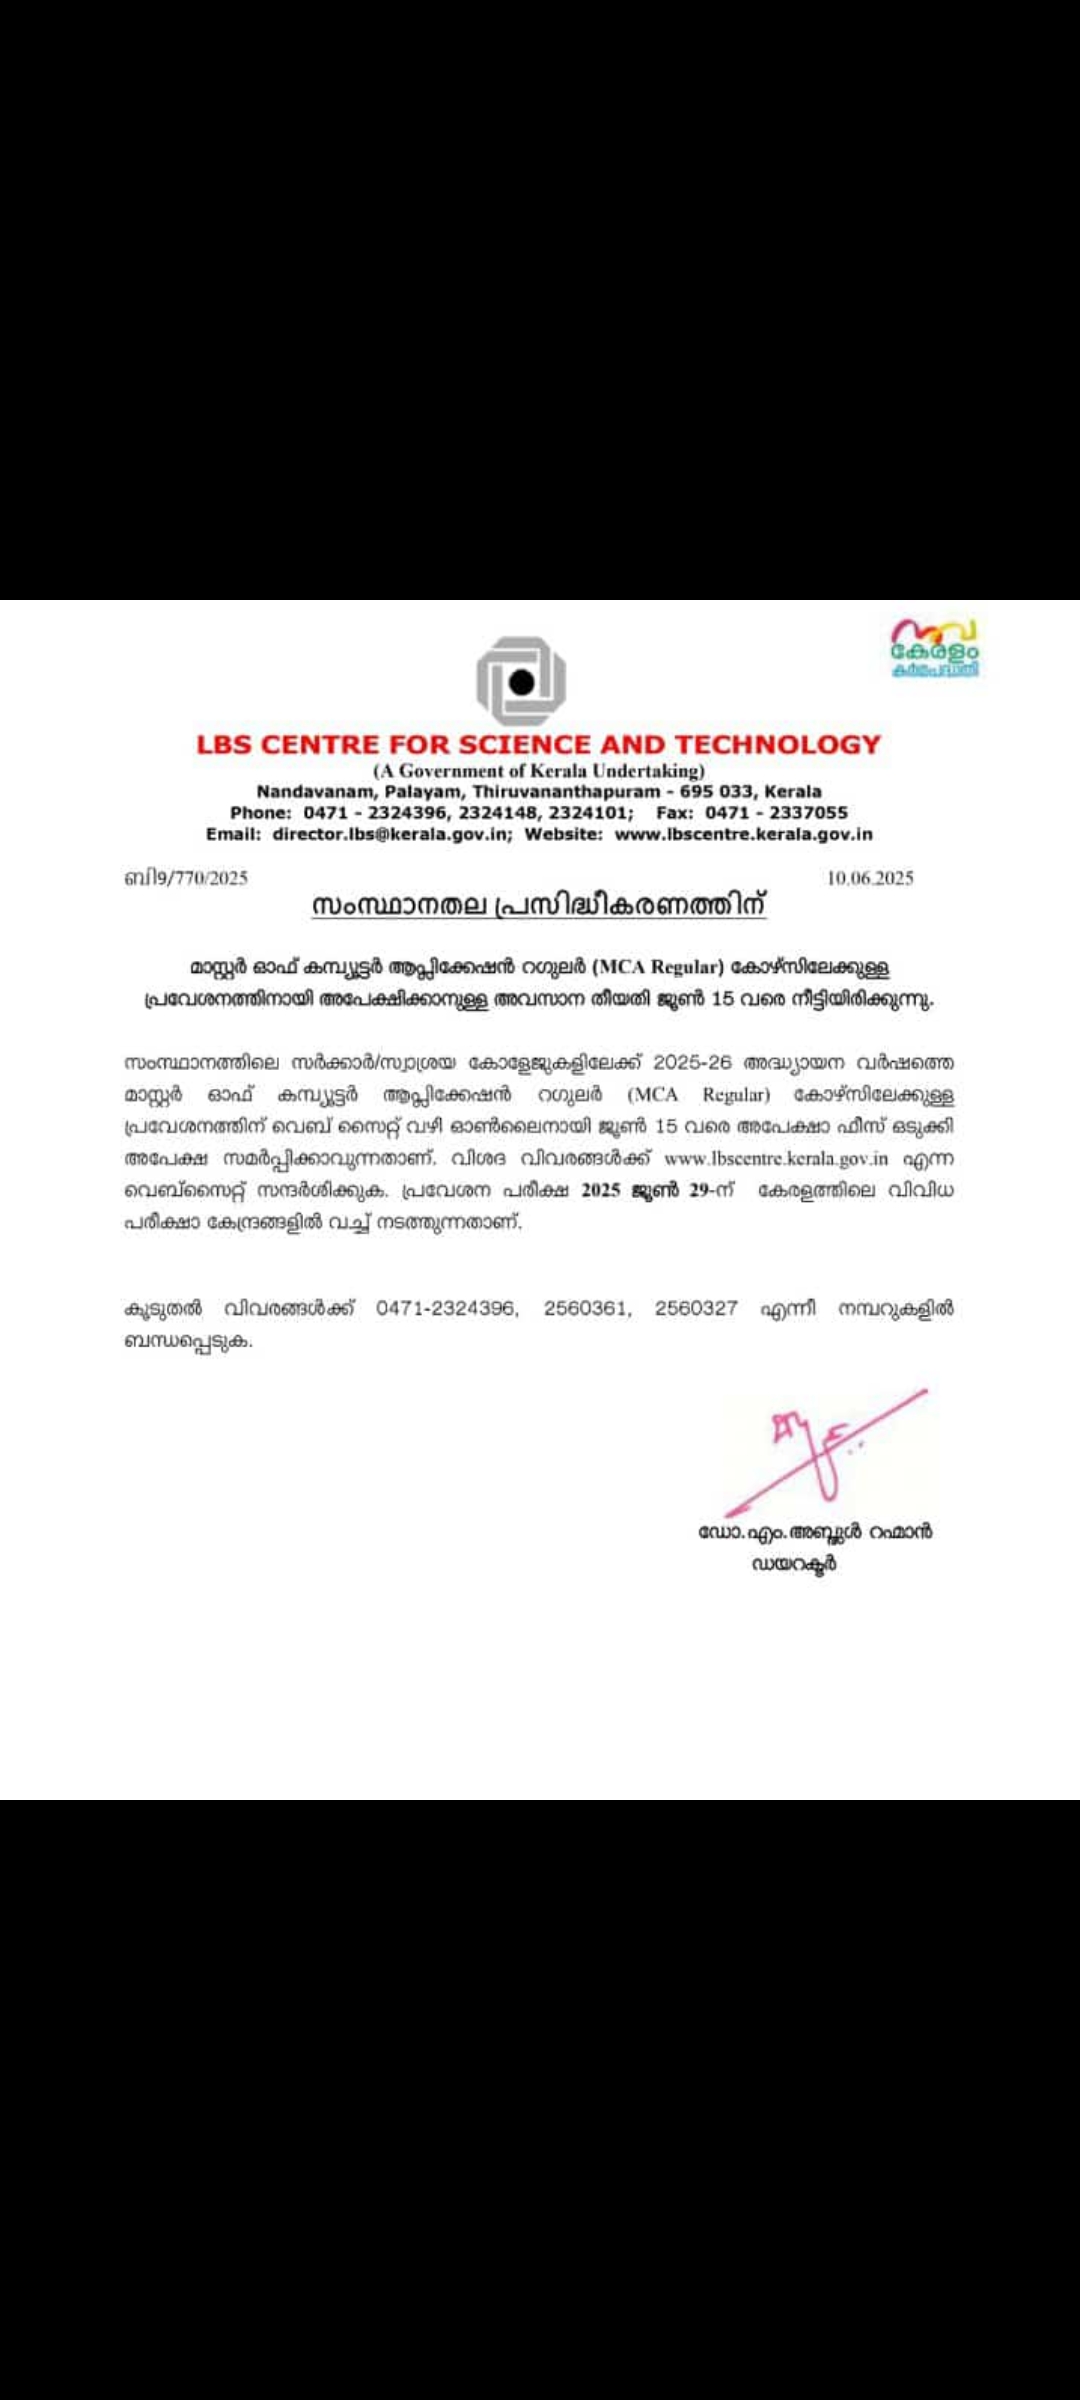 നവ
കേരളം
കർമ്മപദ്ധതി
LBS CENTRE FOR SCIENCE AND TECHNOLOGY
(A Government of Kerala Undertaking)
Nandavanam, Palayam, Thiruvananthapuram - 695 033, Kerala
Phone: 0471 - 2324396, 2324148, 2324101; Fax: 0471 - 2337055
Email: director.lbs@kerala.gov.in; Website: www.lbscentre.kerala.gov.in
ബി9/770/2025 10.06.2025
സംസ്ഥാനതല പ്രസിദ്ധീകരണത്തിന്
മാസ്റ്റർ ഓഫ് കമ്പ്യൂട്ടർ ആപ്ലിക്കേഷൻ റഗുലർ (MCA Regular) കോഴ്സിലേക്കുള്ള
പ്രവേശനത്തിനായി അപേക്ഷിക്കാനുള്ള അവസാന തീയതി ജൂൺ 15 വരെ നീട്ടിയിരിക്കുന്നു.
സംസ്ഥാനത്തിലെ സർക്കാർ/സ്വാശ്രയ കോളേജുകളിലേക്ക് 2025-26 അദ്ധ്യായന വർഷത്തെ
മാസ്റ്റർ ഓഫ് കമ്പ്യൂട്ടർ ആപ്ലിക്കേഷൻ റഗുലർ (MCA Regular) കോഴ്സിലേക്കുള്ള
പ്രവേശനത്തിന് വെബ് സൈറ്റ് വഴി ഓൺലൈനായി ജൂൺ 15 വരെ അപേക്ഷാ ഫീസ് ഒടുക്കി
അപേക്ഷ സമർപ്പിക്കാവുന്നതാണ്. വിശദ വിവരങ്ങൾക്ക് www.lbscentre.kerala.gov.in എന്ന
വെബ്സൈറ്റ് സന്ദർശിക്കുക. പ്രവേശന പരീക്ഷ 2025 ജൂൺ 29-ന് കേരളത്തിലെ വിവിധ
പരീക്ഷാ കേന്ദ്രങ്ങളിൽ വച്ച് നടത്തുന്നതാണ്.
കൂടുതൽ വിവരങ്ങൾക്ക് 0471-2324396, 2560361, 2560327 എന്നീ നമ്പറുകളിൽ
ബന്ധപ്പെടുക.
ഡോ.എം.അബ്ദുൾ റഹ്മാൻ
ഡയറക്ടർ